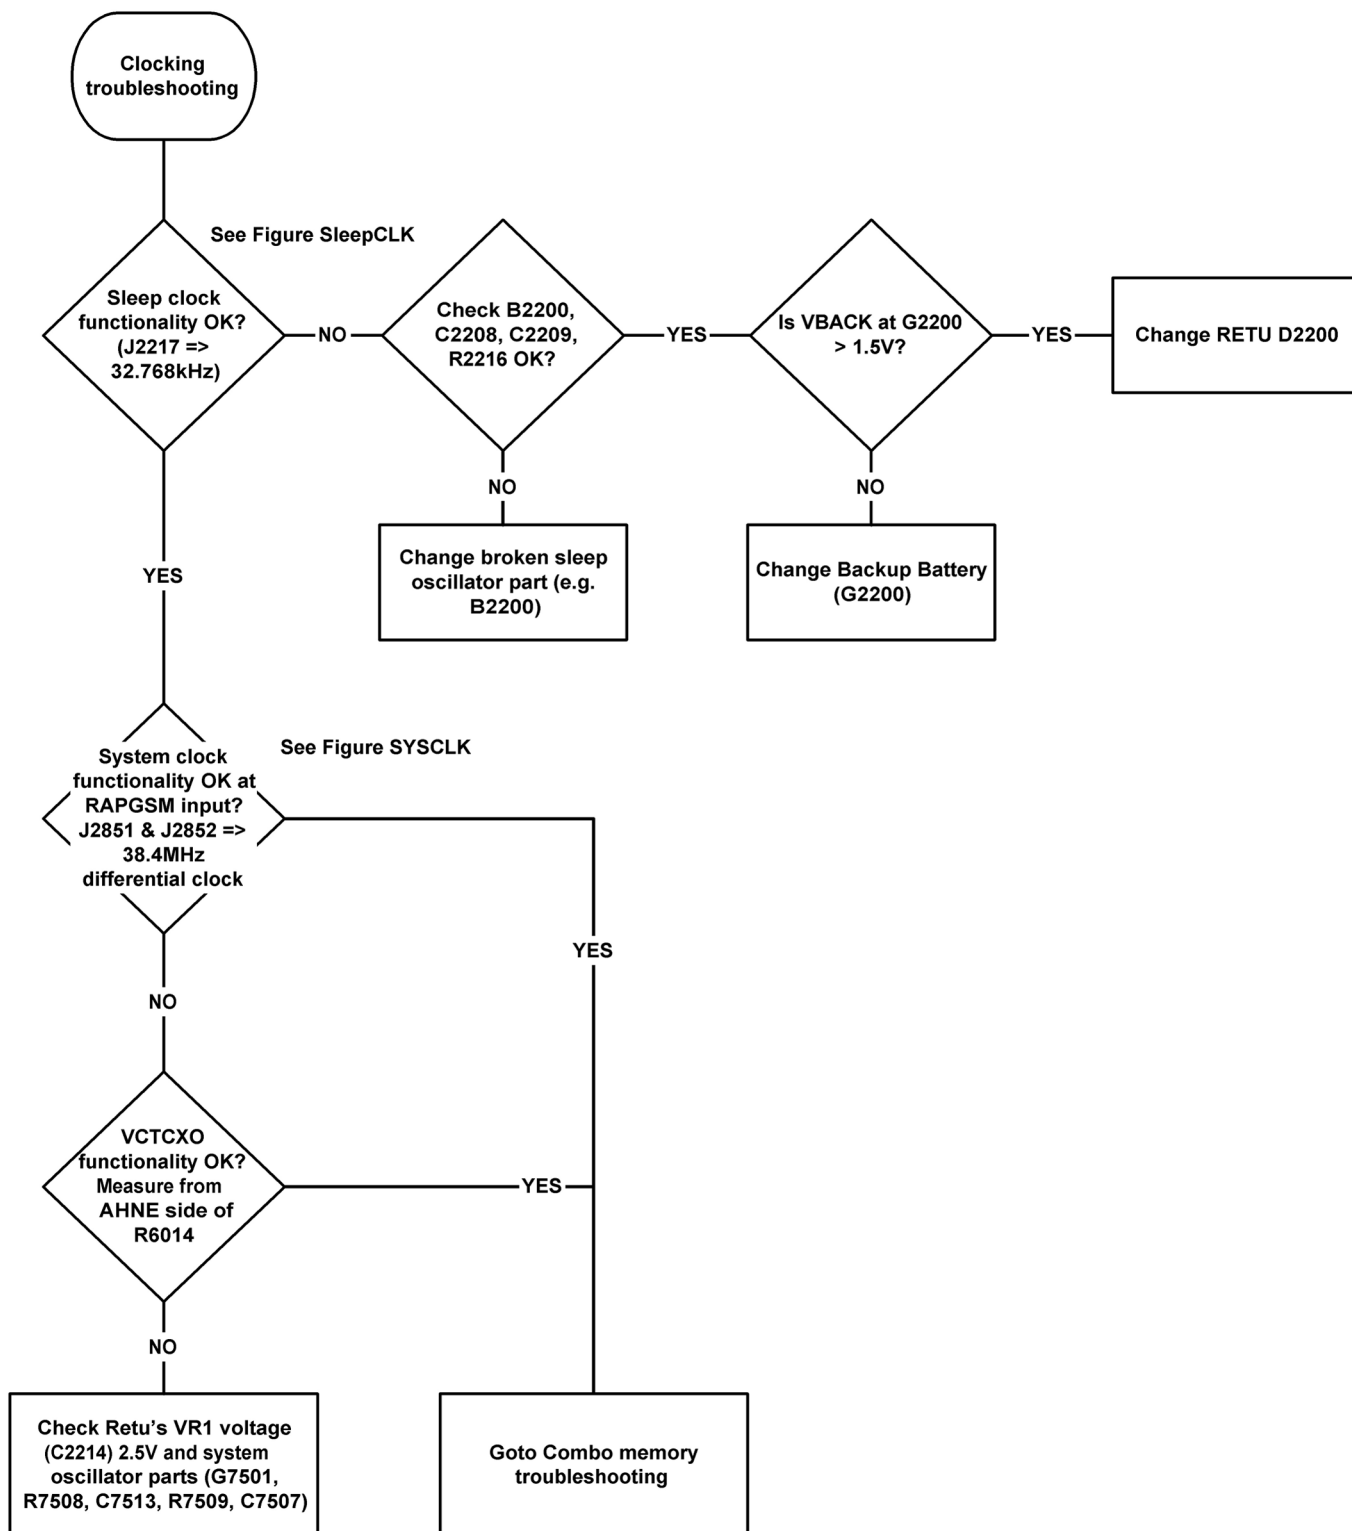 Clocking
troubleshooting
See Figure SleepCLK
Sleep clock
functionality OK?
(J2217 =>
32.768kHz)
NO
Check B2200,
C2208, C2209,
R2216 OK?
YES
Is VBACK at G2200
> 1.5V?
YES
Change RETU D2200
NO
NO
Change broken sleep
oscillator part (e.g.
B2200)
Change Backup Battery
(G2200)
YES
See Figure SYSCLK
System clock
functionality OK at
RAPGSM input?
J2851 & J2852 =>
38.4MHz
differential clock
YES
NO
VCTCXO
functionality OK?
Measure from
AHNE side of
R6014
YES
NO
Check Retu’s VR1 voltage
(C2214) 2.5V and system
oscillator parts (G7501,
R7508, C7513, R7509, C7507)
Goto Combo memory
troubleshooting